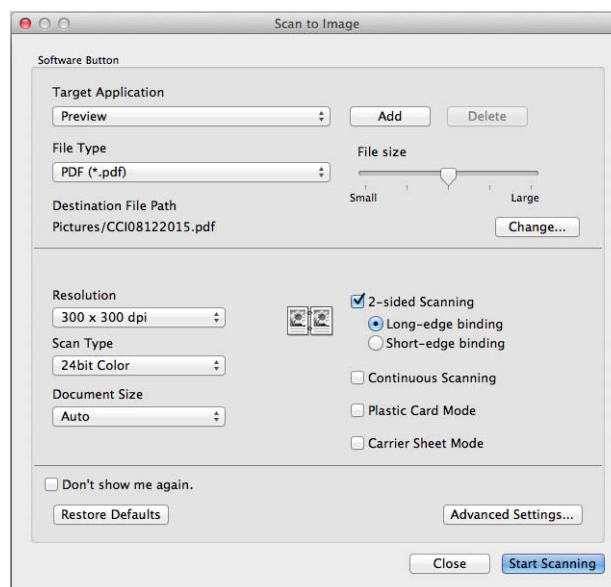 Scan to Image
Software Button
Target Application
Preview
Add
Delete
File Type
PDF (*.pdf)
File size
Small
Large
Destination File Path
Pictures/CCI08122015.pdf
Change...
Resolution
300 x 300 dpi
Scan Type
24bit Color
Document Size
Auto
2-sided Scanning
Long-edge binding
Short-edge binding
Continuous Scanning
Plastic Card Mode
Carrier Sheet Mode
Don't show me again.
Restore Defaults
Advanced Settings...
Close
Start Scanning